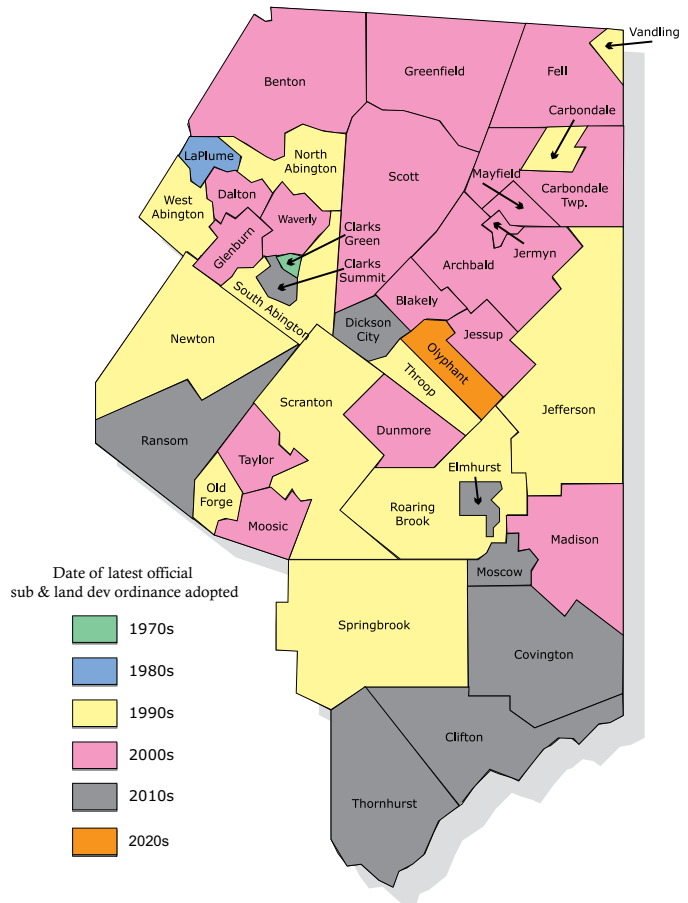 Vandling
Benton
Greenfield
Fell
Carbondale
LaPlume
North
Abington
Scott
Mayfield
Carbondale
Twp.
West
Abington
Dalton
Waverly
Clarks
Green
Glenburn
Jermyn
Clarks
Summit
Archbald
South Abington
Blakely
Dickson
City
Jessup
Newton
Olyphant
Throop
Scranton
Jefferson
Dunmore
Ransom
Taylor
Elmhurst
Old
Forge
Roaring
Brook
Moosic
Madison
Date of latest official
sub & land dev ordinance adopted
Moscow
1970s
Springbrook
Covington
1980s
1990s
Clifton
2000s
2010s
Thornhurst
2020s